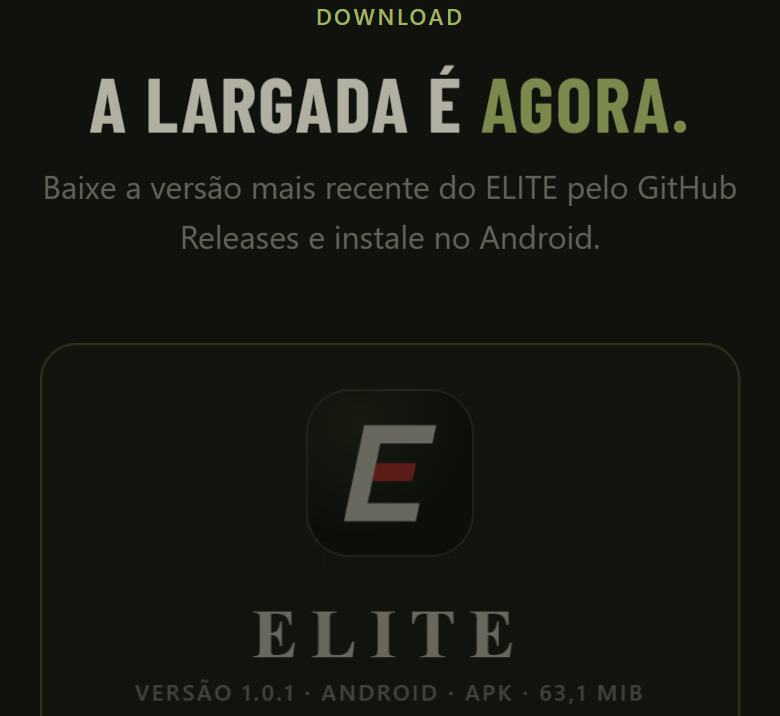 DOWNLOAD
A LARGADA É AGORA.
Baixe a versão mais recente do ELITE pelo GitHub
Releases e instale no Android.
E
ELITE
VERSÃO 1.0.1 · ANDROID · APK · 63,1 MIB